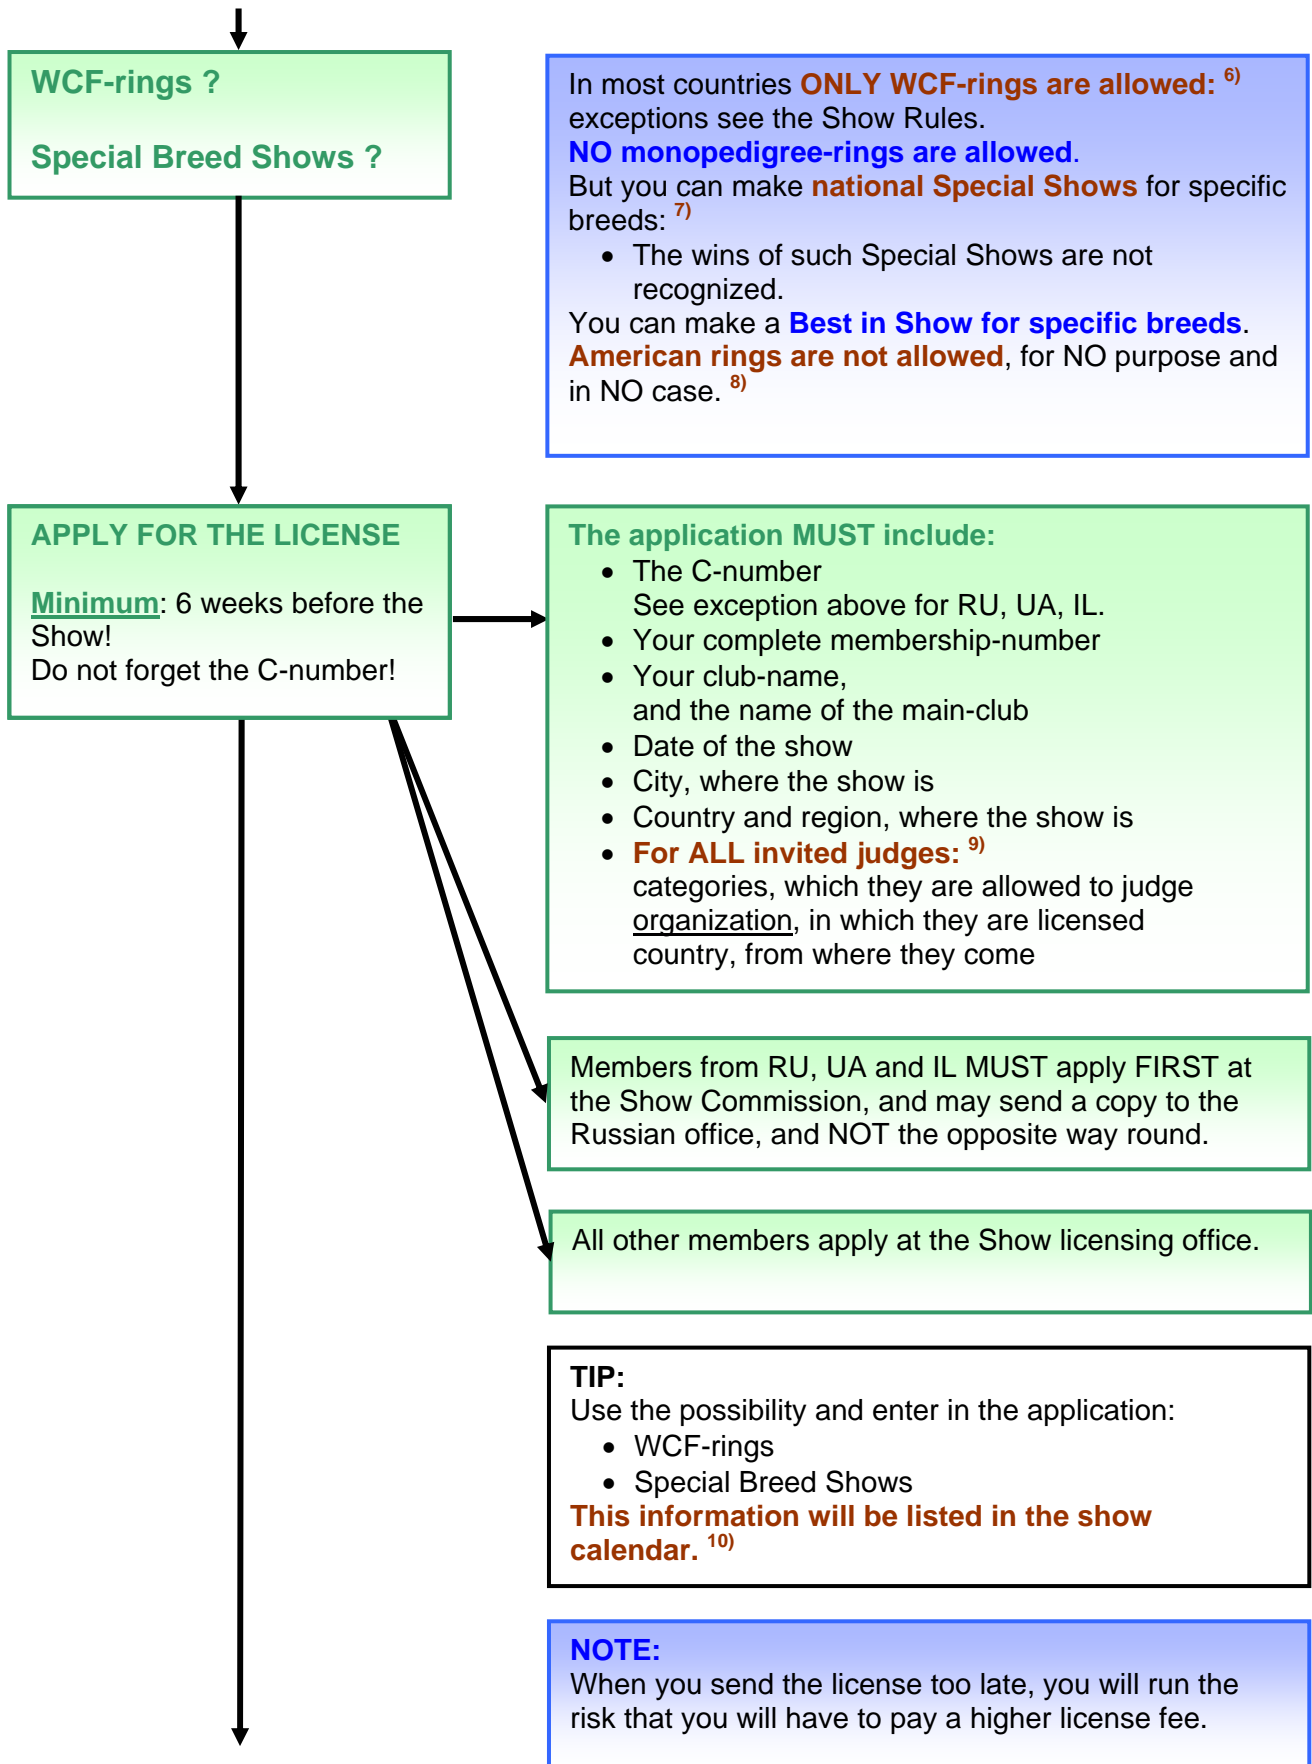 WCF-rings ?
Special Breed Shows ?
In most countries ONLY WCF-rings are allowed: 6)
exceptions see the Show Rules.
NO monopedigree-rings are allowed.
But you can make national Special Shows for specific
breeds: 7)
• The wins of such Special Shows are not
recognized.
You can make a Best in Show for specific breeds.
American rings are not allowed, for NO purpose and
in NO case. 8)
APPLY FOR THE LICENSE
Minimum: 6 weeks before the
Show!
Do not forget the C-number!
The application MUST include:
• The C-number
See exception above for RU, UA, IL.
• Your complete membership-number
• Your club-name,
and the name of the main-club
• Date of the show
• City, where the show is
• Country and region, where the show is
• For ALL invited judges: 9)
categories, which they are allowed to judge
organization, in which they are licensed
country, from where they come
Members from RU, UA and IL MUST apply FIRST at
the Show Commission, and may send a copy to the
Russian office, and NOT the opposite way round.
All other members apply at the Show licensing office.
TIP:
Use the possibility and enter in the application:
• WCF-rings
• Special Breed Shows
This information will be listed in the show
calendar. 10)
NOTE:
When you send the license too late, you will run the
risk that you will have to pay a higher license fee.